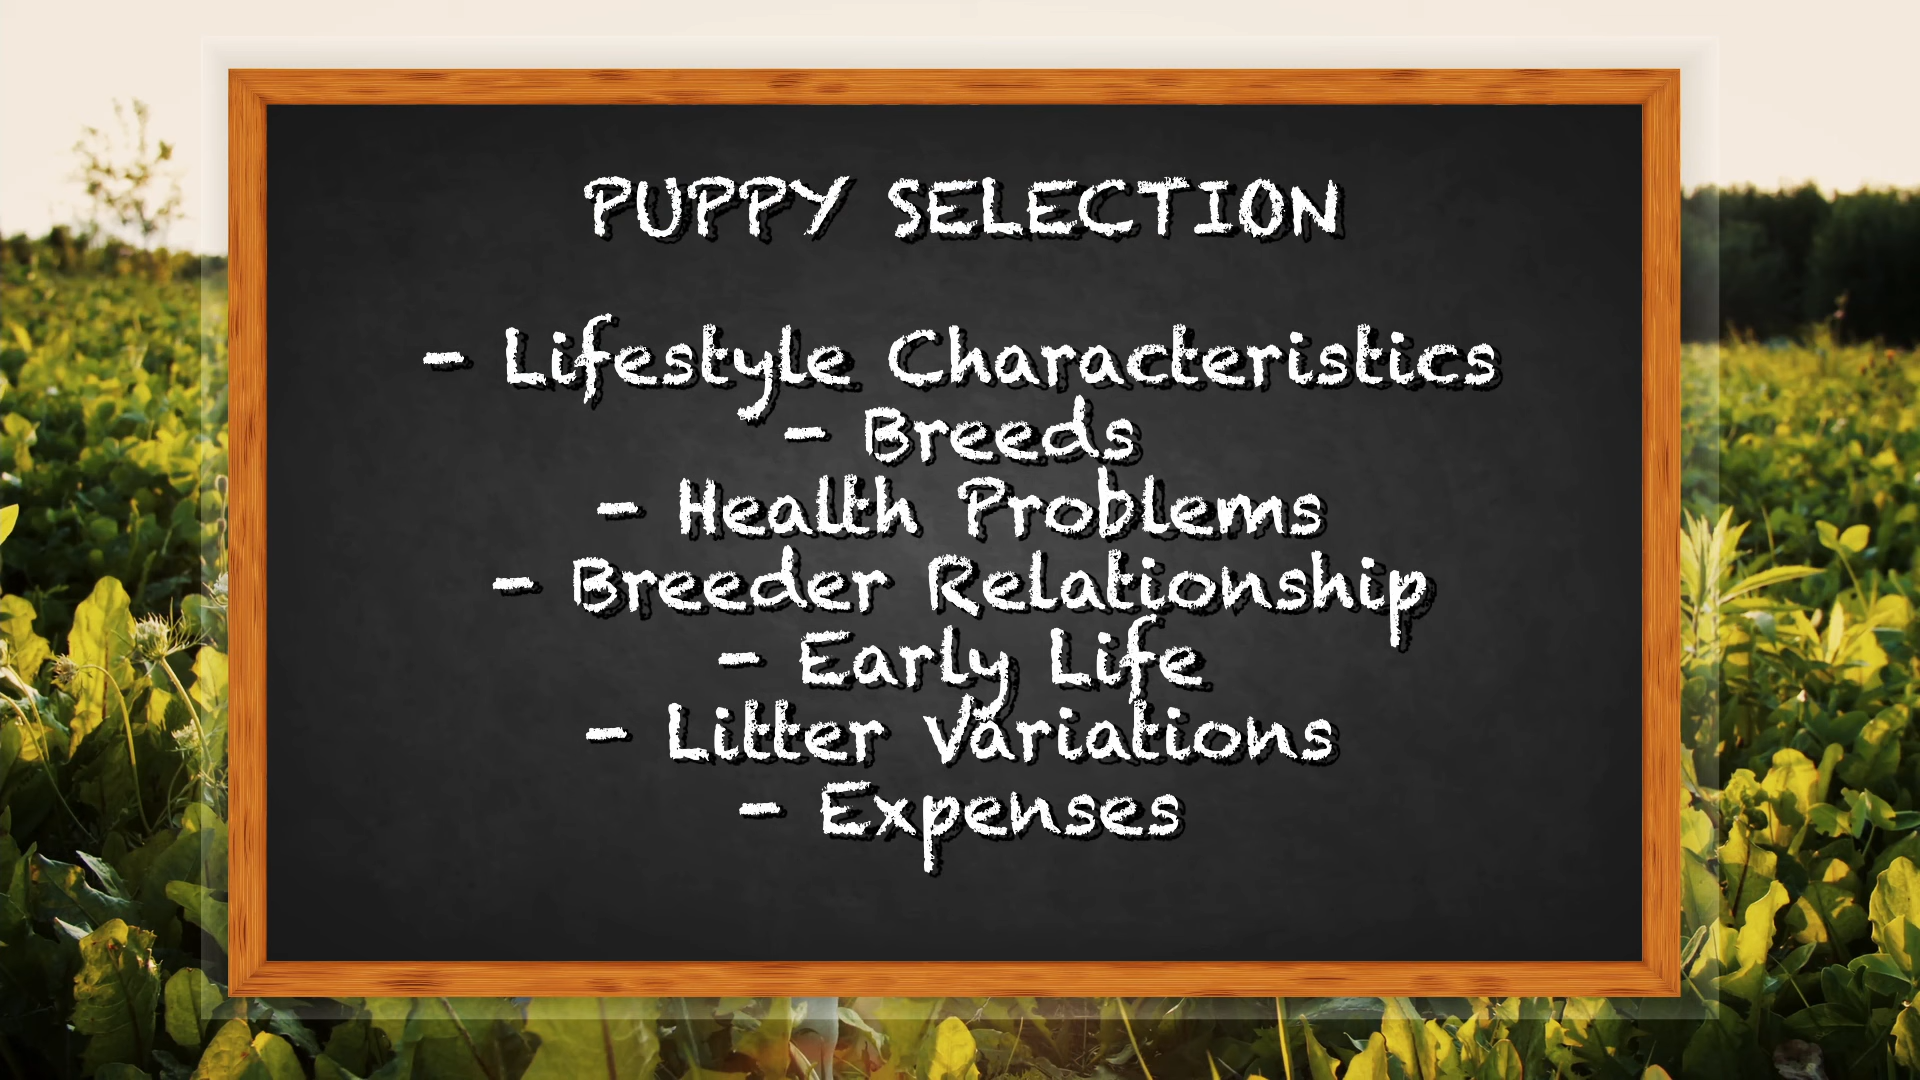 PUPPY SELECTION
- Lifestyle Characteristics
- Breeds
- Health Problems
- Breeder Relationship
- Early Life
- Litter Variations
- Expenses